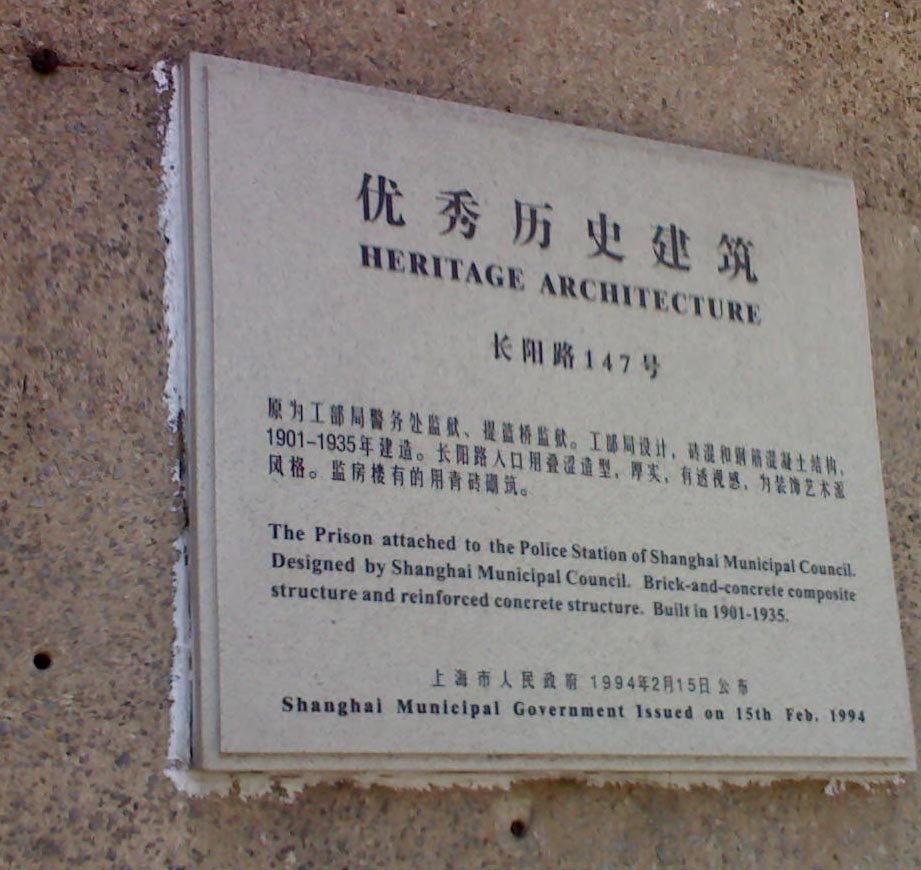 优秀历史建筑
HERITAGE ARCHITECTURE
长阳路147号
原为工部局警务处监狱、提篮桥监狱。工部局设计，砖混和钢筋混凝土结构，
1901-1935年建造。长阳路入口用叠涩造型，厚实，有透视感，为装饰艺术派
风格。监房楼有的用青砖砌筑。
The Prison attached to the Police Station of Shanghai Municipal Council.
Designed by Shanghai Municipal Council. Brick-and-concrete composite
structure and reinforced concrete structure. Built in 1901-1935.
上海市人民政府 1994年2月15日公布
Shanghai Municipal Government Issued on 15th Feb. 1994